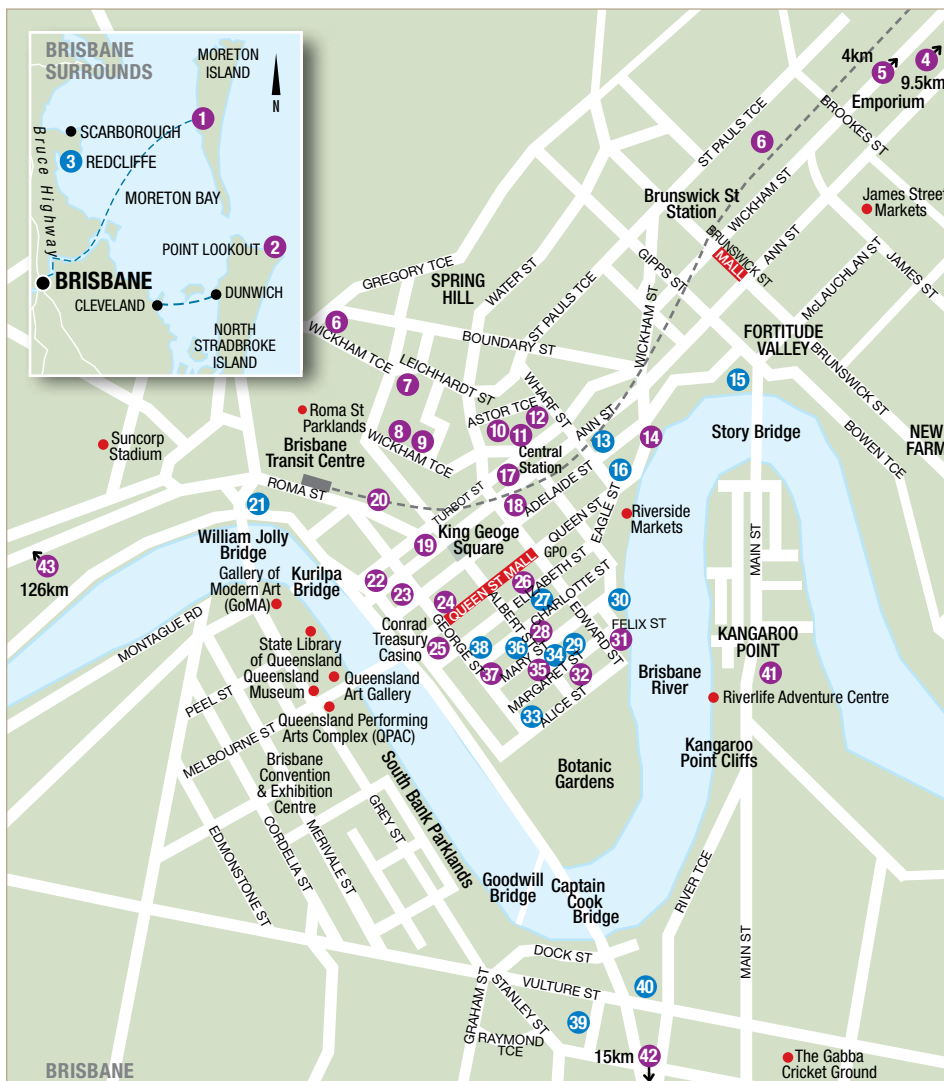 BRISBANE
SURROUNDS
MORETON
ISLAND
N
1
SCARBOROUGH
3
REDCLIFFE
Bruce Highway
MORETON BAY
POINT LOOKOUT
2
BRISBANE
CLEVELAND
DUNWICH
NORTH
STRADBROKE
ISLAND
4km
5
4
9.5km
Emporium
BROOKES ST
ST PAULS TCE
6
Brunswick St
Station
WICKHAM ST
James Street
Markets
BRUNSWICK ST
MALL
ANN ST
GREGORY TCE
SPRING
HILL
WATER ST
GIPPS ST
McLAUCHLAN ST
JAMES ST
ST PAULS TCE
WICKHAM ST
6
BOUNDARY ST
FORTITUDE
VALLEY
WICKHAM TCE
LEICHHARDT ST
7
WHARF ST
15
BRUNSWICK ST
Roma St
Parklands
ASTOR TCE
12
10
11
ANN ST
13
14
Story Bridge
NEW
FARM
Suncorp
Stadium
8
9
WICKHAM TCE
Central
Station
BOWEN TCE
Brisbane
Transit Centre
17
16
ROMA ST
20
TURBOT ST
18
ADELAIDE ST
21
QUEEN ST
EAGLE ST
Riverside
Markets
MAIN ST
King Geoge
Square
19
GPO
William Jolly
Bridge
43
126km
Kurilpa
Bridge
22
23
QUEEN ST MALL
26
ELIZABETH ST
Gallery of
Modern Art
(GoMA)
24
ALBERT ST
27
CHARLOTTE ST
30
MONTAGUE RD
Conrad
Treasury
Casino
25
GEORGE ST
28
EDWARD ST
FELIX ST
31
State Library
of Queensland
38
36
MARY ST
34
29
KANGAROO
POINT
37
35
MARGARET ST
32
Brisbane
River
41
Queensland
Museum
Queensland
Art Gallery
PEEL ST
Riverlife Adventure Centre
33
ALICE ST
Queensland Performing
Arts Complex (QPAC)
MELBOURNE ST
Kangaroo
Point Cliffs
Brisbane
Convention
& Exhibition
Centre
South Bank Parklands
Botanic
Gardens
GREY ST
MERIVALE ST
CORDELIA ST
EDMONSTONE ST
Goodwill
Bridge
Captain
Cook
Bridge
RIVER TCE
MAIN ST
DOCK ST
VULTURE ST
40
STANLEY ST
GRAHAM ST
39
RAYMOND
TCE
15km
42
The Gabba
Cricket Ground
BRISBANE